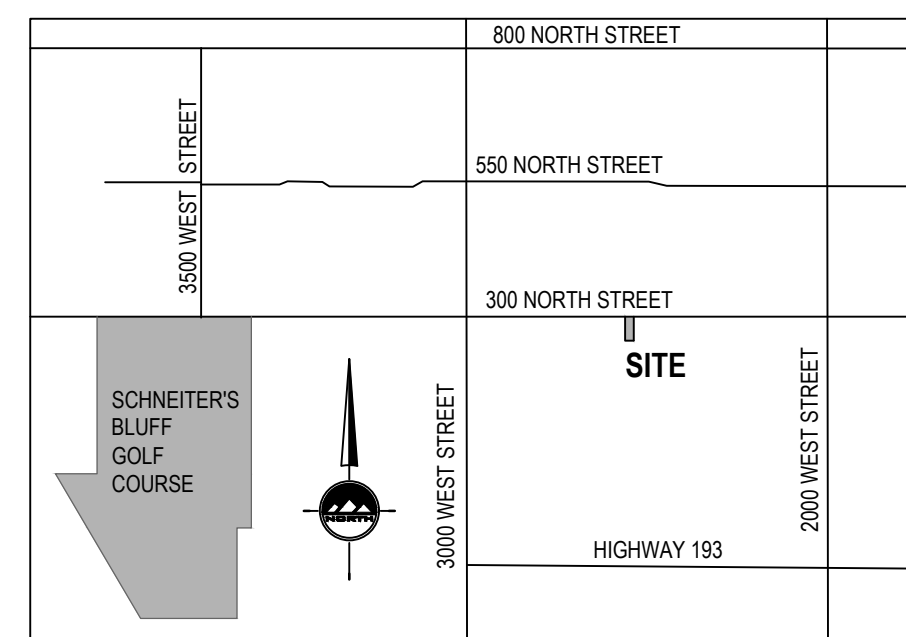 800 NORTH STREET
3500 WEST STREET
550 NORTH STREET
300 NORTH STREET
SITE
SCHNEITER'S
BLUFF
GOLF
COURSE
NORTH
3000 WEST STREET
2000 WEST STREET
HIGHWAY 193